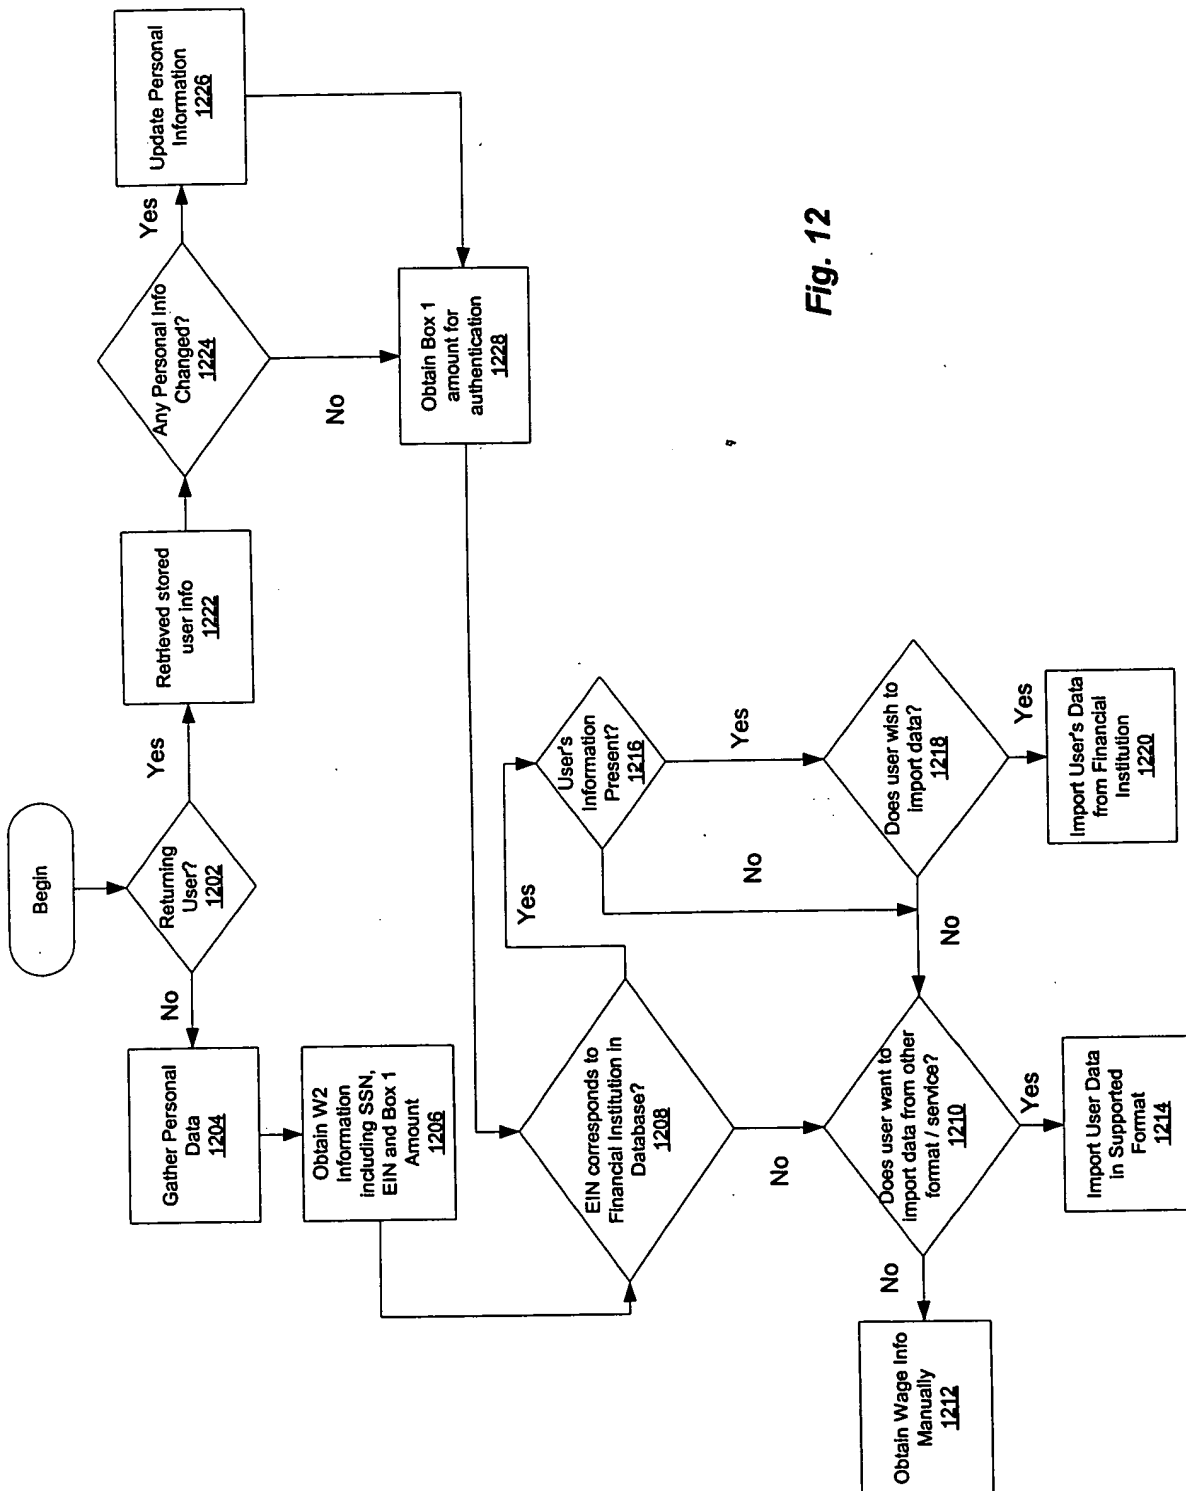 Begin
Returning
User?
1202
Yes
No
Retrieved stored
user info
1222
Any Personal Info
Changed?
1224
Yes
No
Update Personal
Information
1226
Obtain Box 1
amount for
authentication
1228
Gather Personal
Data
1204
Obtain W2
Information
including SSN,
EIN and Box 1
Amount
1206
EIN corresponds to
Financial Institution in
Database?
1208
Yes
No
User's
Information
Present?
1216
Yes
No
Does user wish to
import data?
1218
Yes
No
Import User's Data
from Financial
Institution
1220
Does user want to
import data from other
format / service?
1210
Yes
No
Import User Data
in Supported
Format
1214
Obtain Wage Info
Manually
1212
Fig. 12